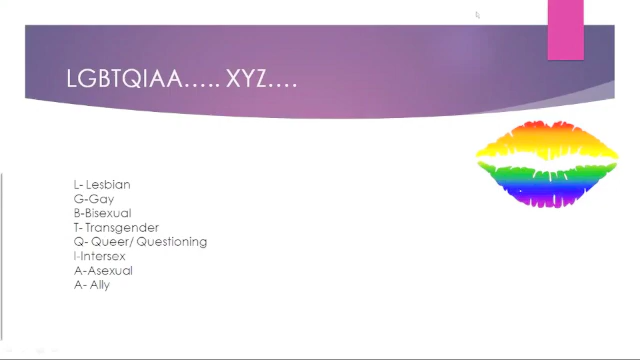 LGBTQIAA..... XYZ....
L- Lesbian
G-Gay
B-Bisexual
T- Transgender
Q- Queer/ Questioning
I-Intersex
A-Asexual
A- Ally